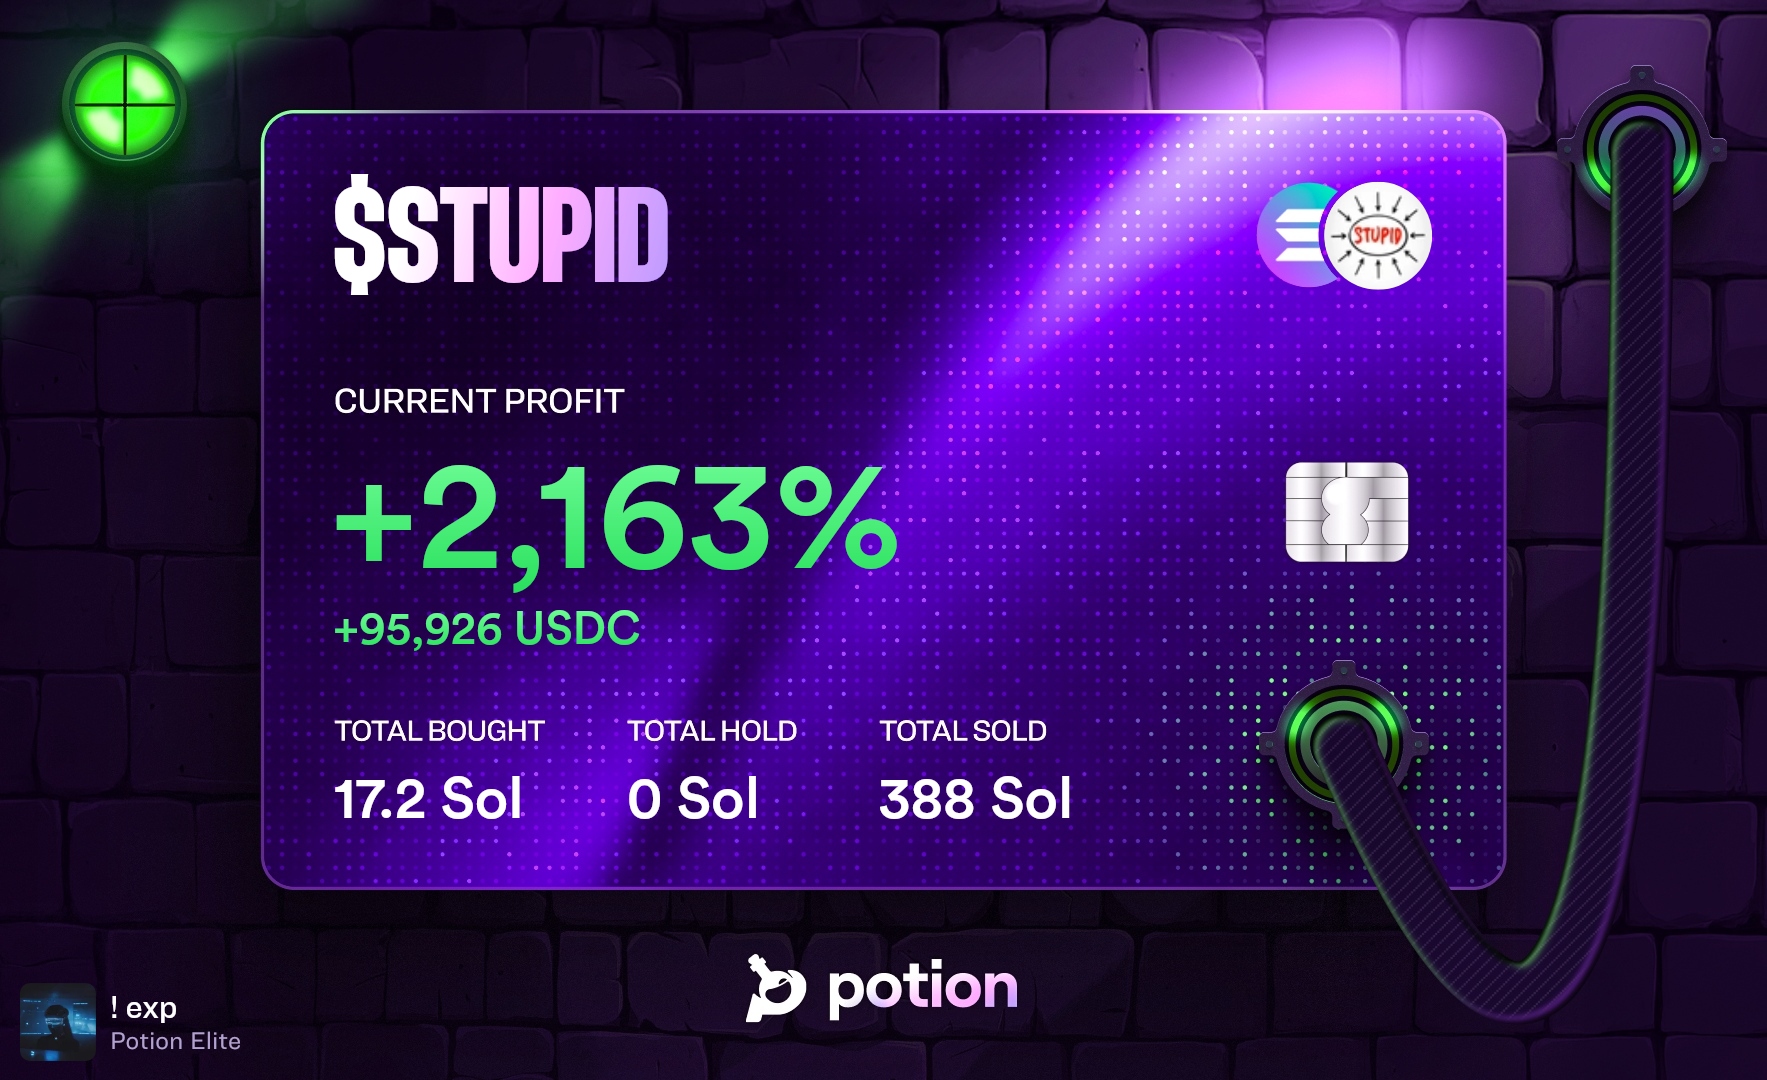 $STUPID
STUPID
CURRENT PROFIT
+2,163%
+95,926 USDC
TOTAL BOUGHT
TOTAL HOLD
TOTAL SOLD
17.2 Sol
0 Sol
388 Sol
potion
! exp
Potion Elite